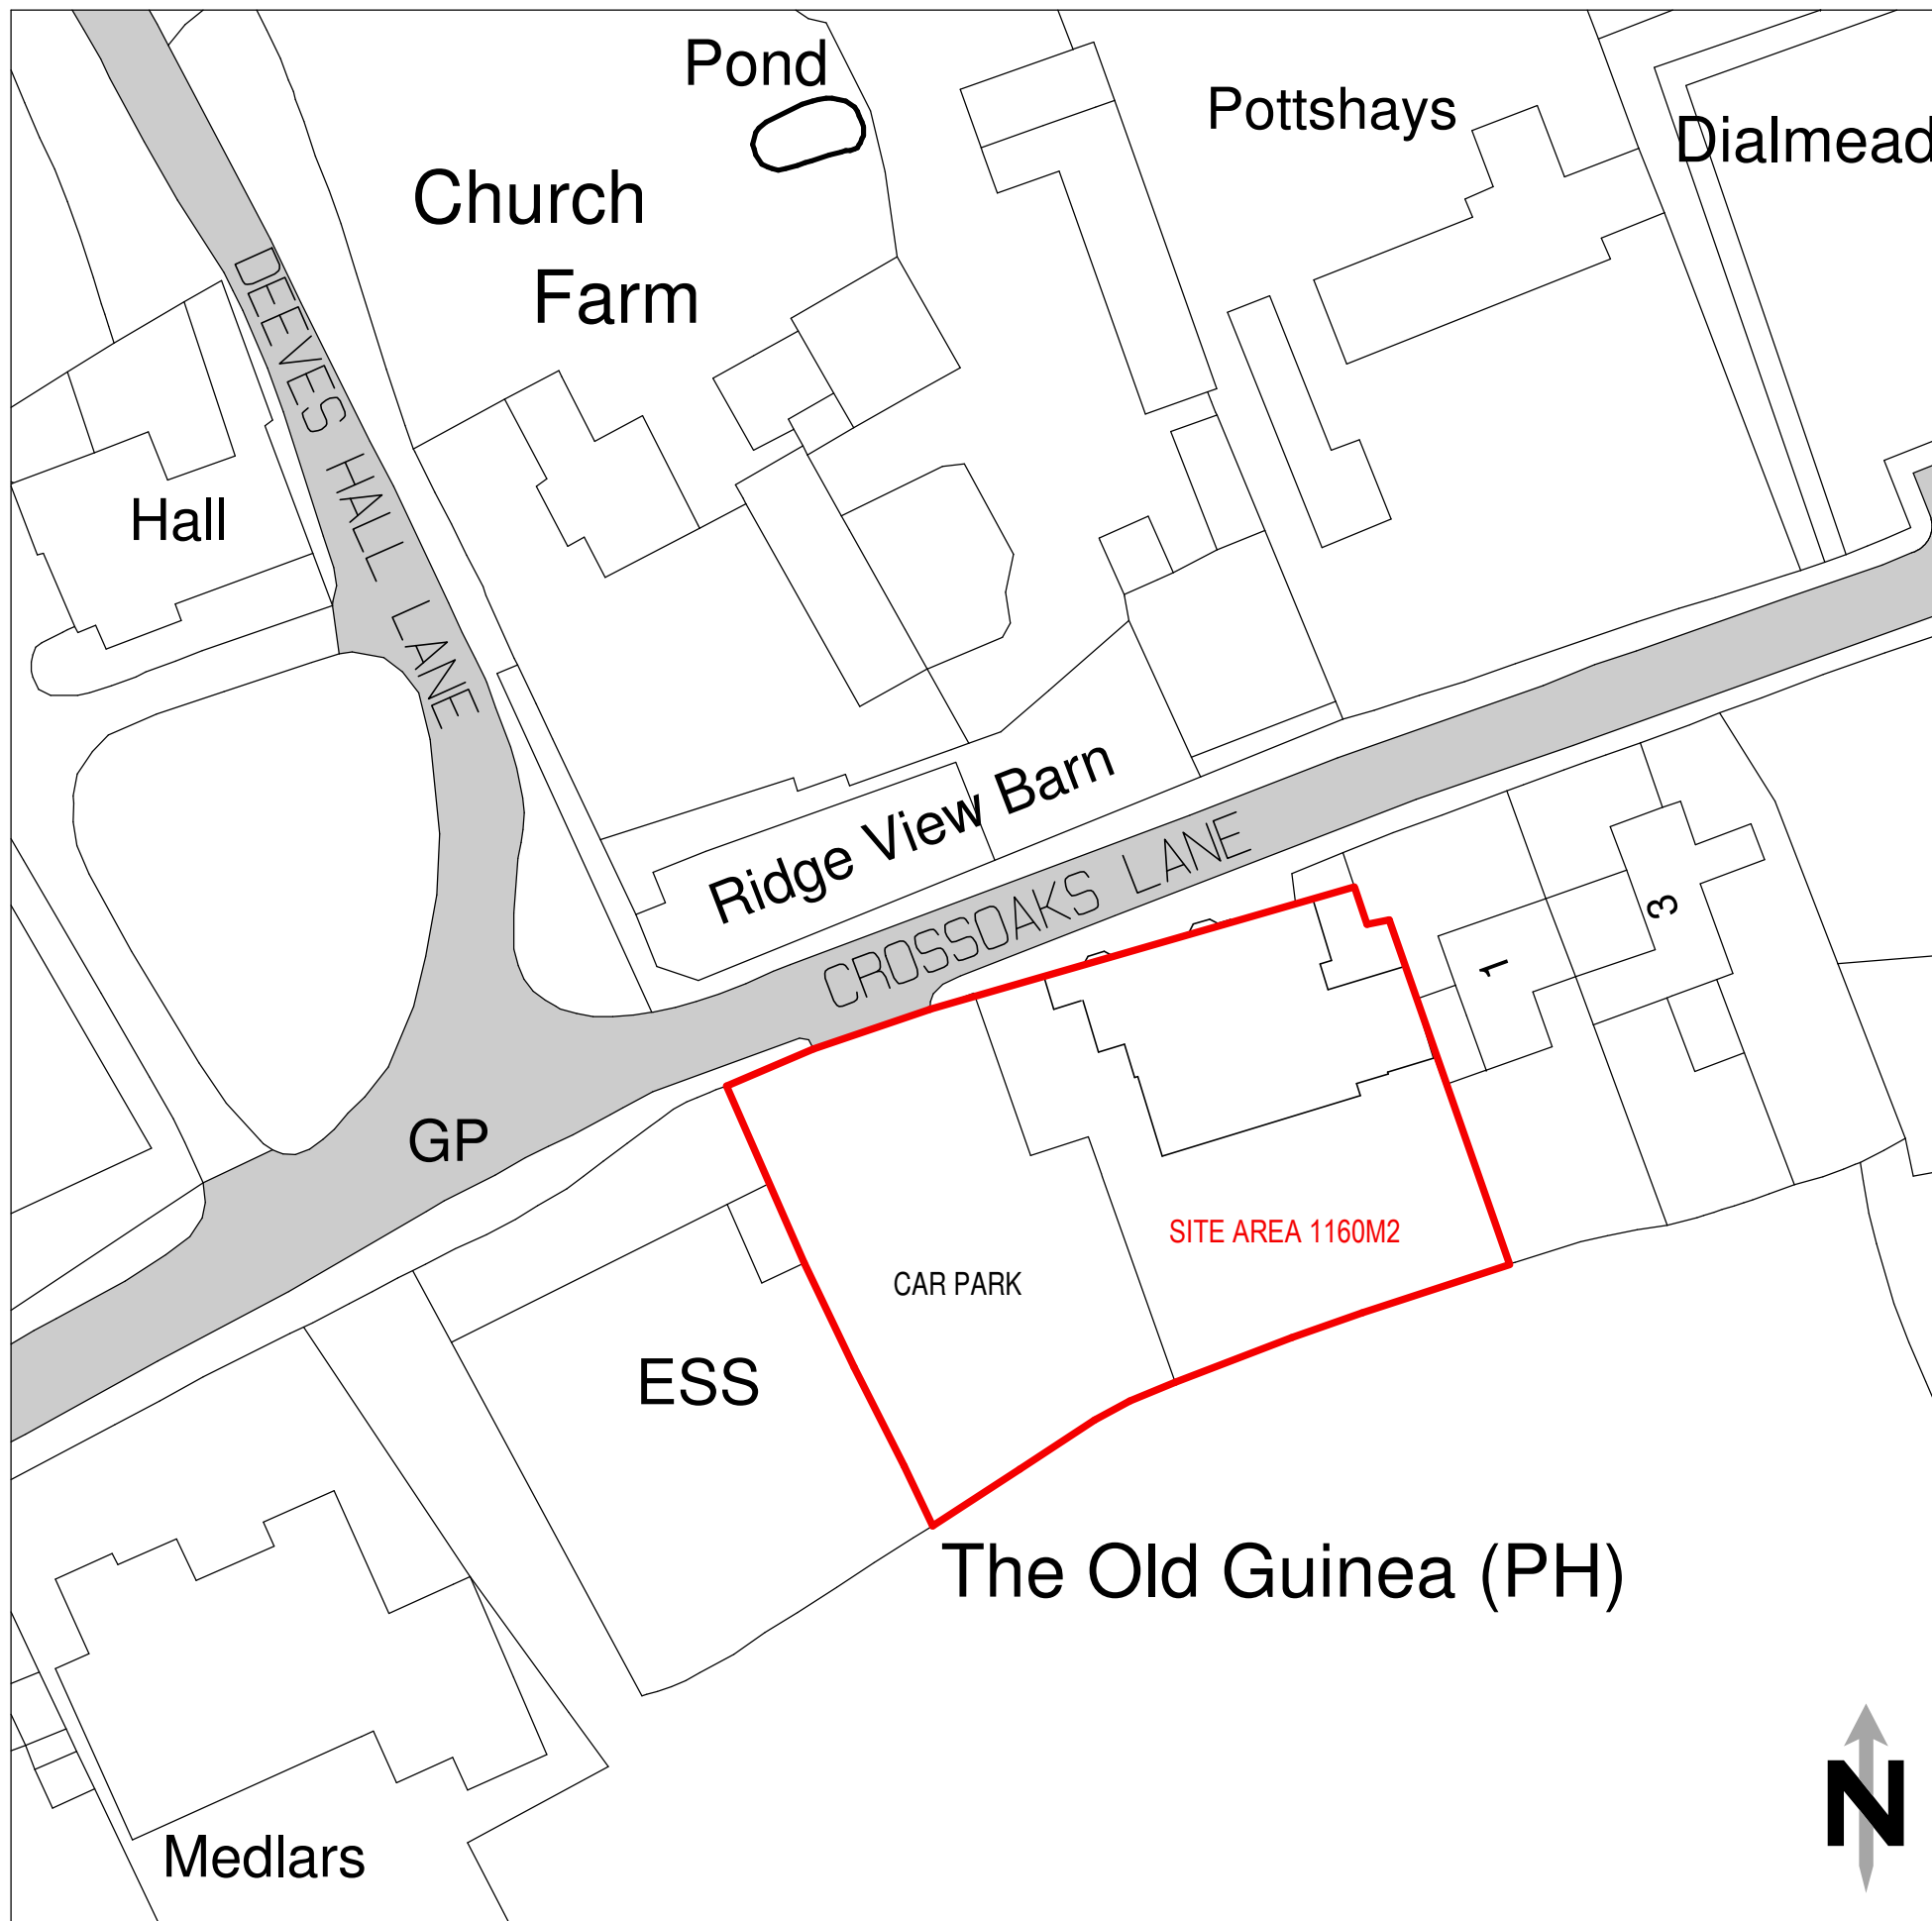 Pond
Pottshays
Dialmead
Church
Farm
DEEVES HALL LANE
Hall
Ridge View Barn
CROSSOAKS LANE
3
1
GP
SITE AREA 1160M2
CAR PARK
ESS
The Old Guinea (PH)
N
Medlars